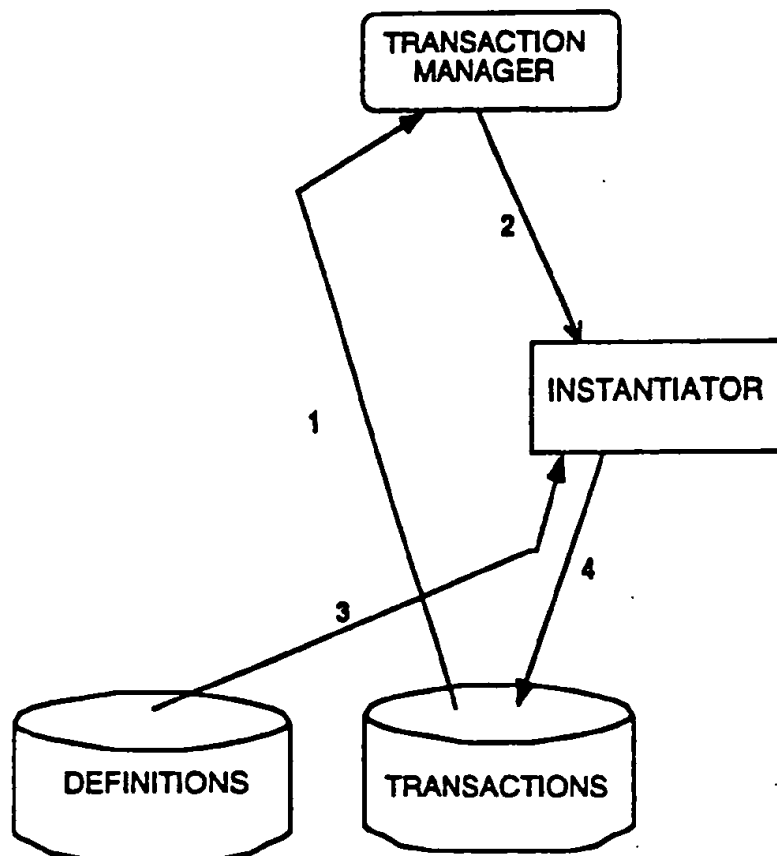 TRANSACTION
MANAGER
2
INSTANTIATOR
1
4
3
DEFINITIONS
TRANSACTIONS